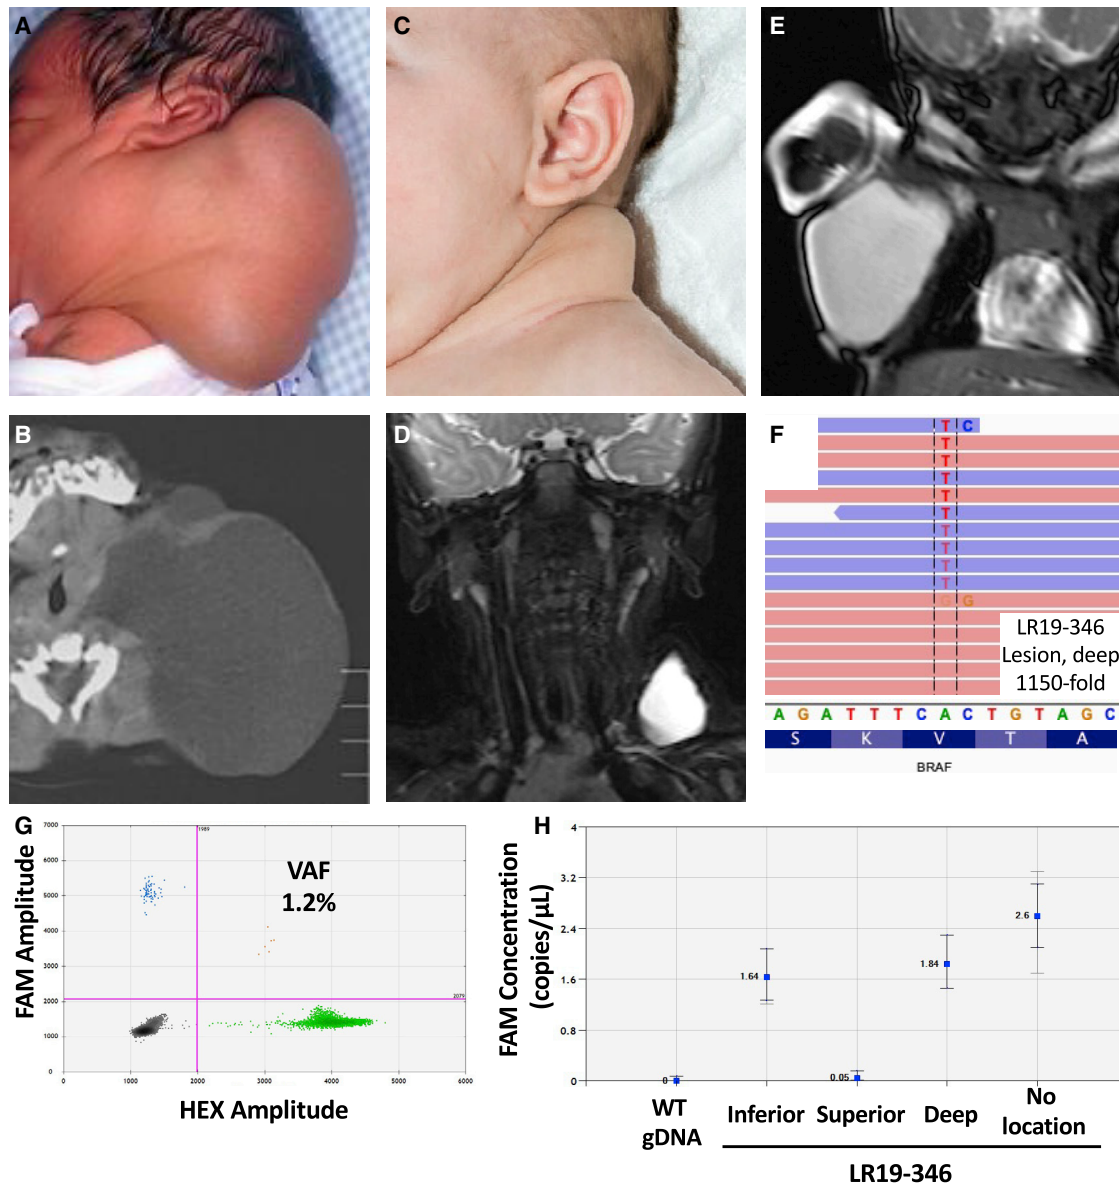 A
C
E
B
D
F
T C
T
T
T
T
T
T
T
T
T
G G
LR19-346
Lesion, deep
1150-fold
A G A T T T C A C T G T A G C
S K V T A
BRAF
G
7000
6000
5000
4000
3000
2000
1000
0
1989
2079
VAF
1.2%
FAM Amplitude
0 1000 2000 3000 4000 5000 6000
HEX Amplitude
H
FAM Concentration
(copies/µL)
4
3.2
2.4
1.6
0.8
0
0
1.64
0.05
1.84
2.6
WT
gDNA
Inferior
Superior
Deep
No
location
LR19-346